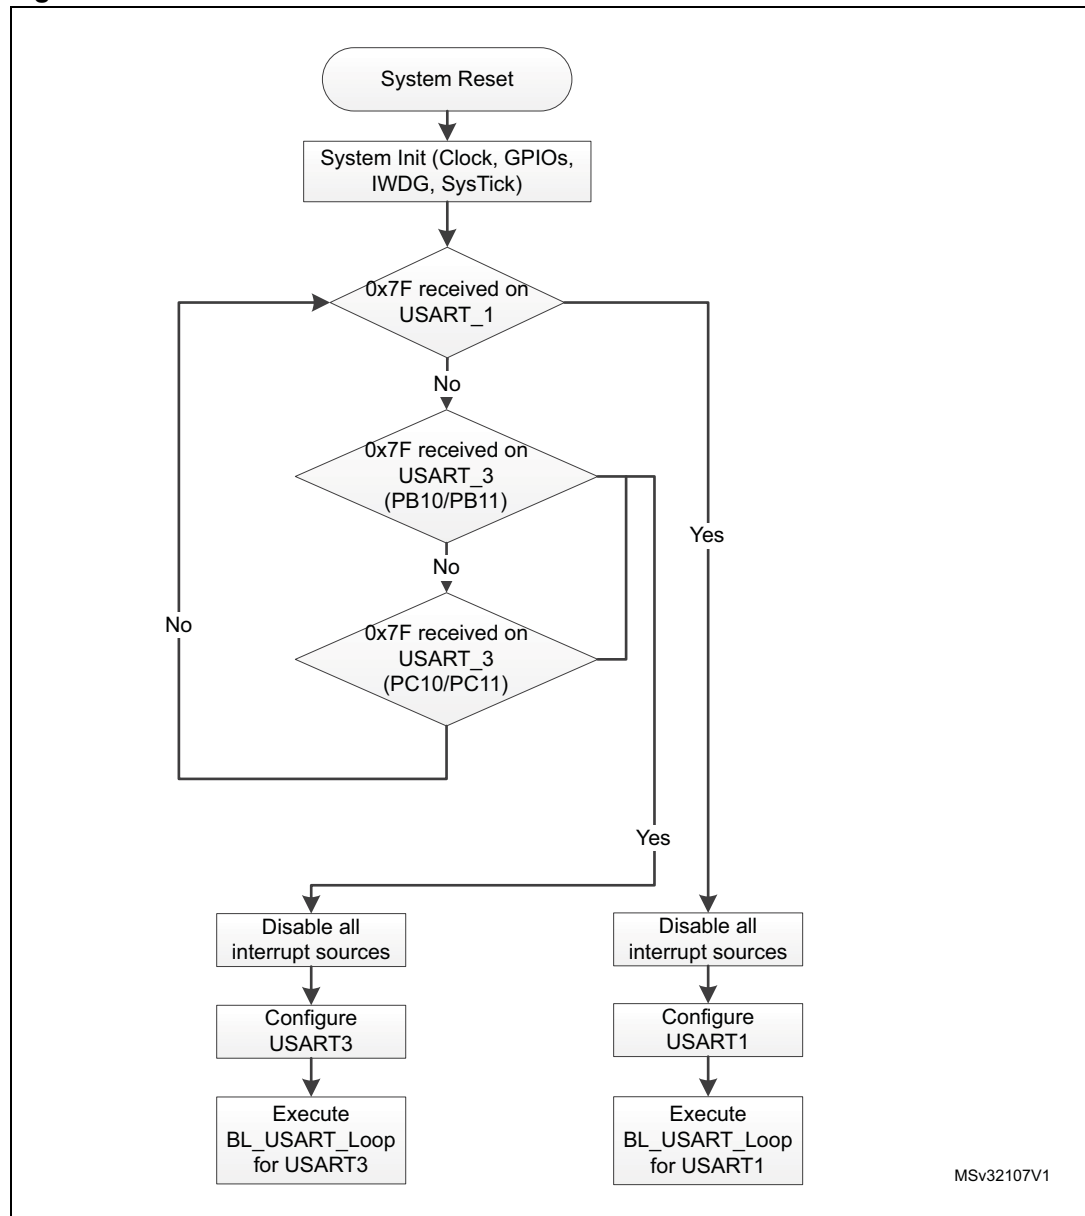 System Reset
System Init (Clock, GPIOs,
IWDG, SysTick)
0x7F received on
USART_1
No
0x7F received on
USART_3
(PB10/PB11)
Yes
No
0x7F received on
USART_3
(PC10/PC11)
No
Yes
Disable all
interrupt sources
Disable all
interrupt sources
Configure
USART3
Configure
USART1
Execute
BL_USART_Loop
for USART3
Execute
BL_USART_Loop
for USART1
MSv32107V1